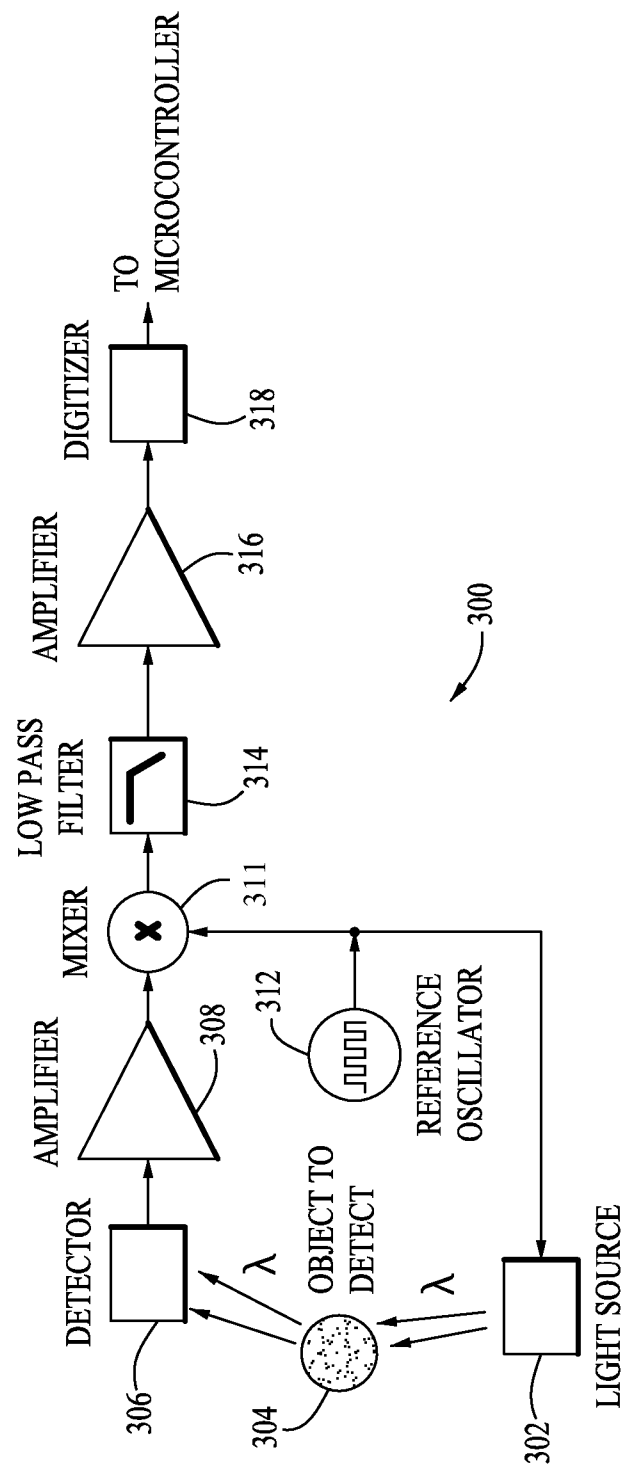 DETECTOR
306
AMPLIFIER
308
MIXER
311
LOW PASS
FILTER
314
AMPLIFIER
316
DIGITIZER
318
TO
MICROCONTROLLER
λ
OBJECT TO
DETECT
304
λ
312
REFERENCE
OSCILLATOR
302
LIGHT SOURCE
300